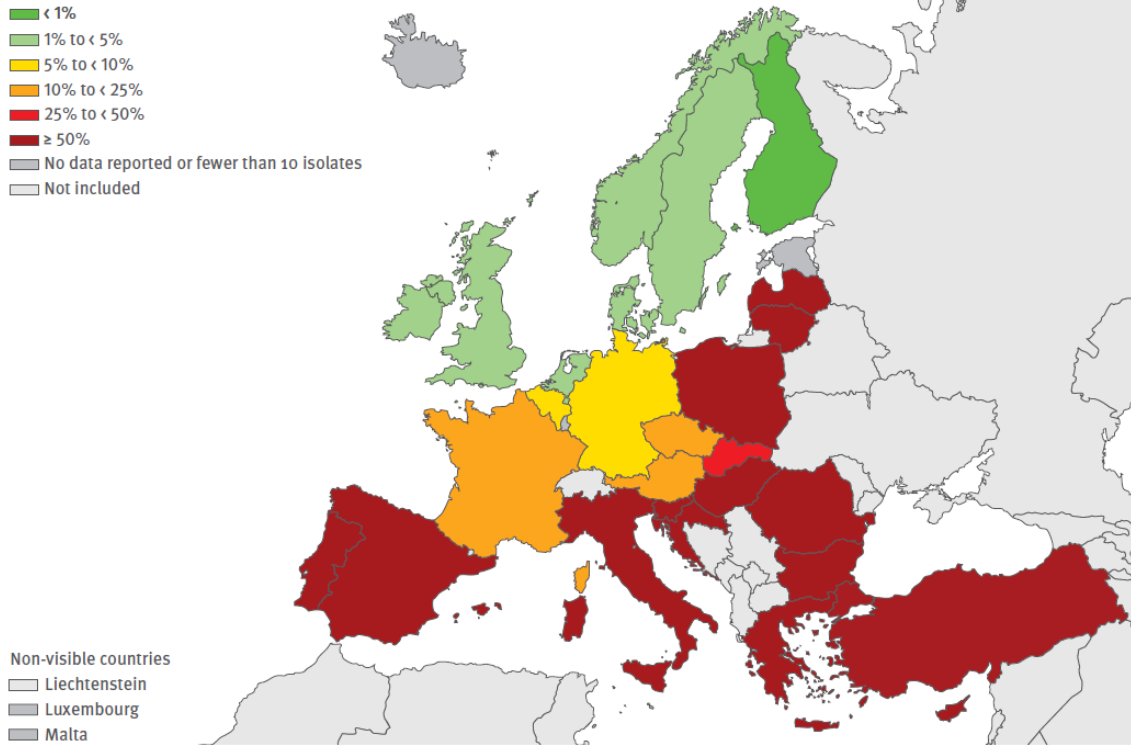 < 1%
1% to < 5%
5% to < 10%
10% to < 25%
25% to < 50%
≥ 50%
No data reported or fewer than 10 isolates
Not included
Non-visible countries
Liechtenstein
Luxembourg
Malta